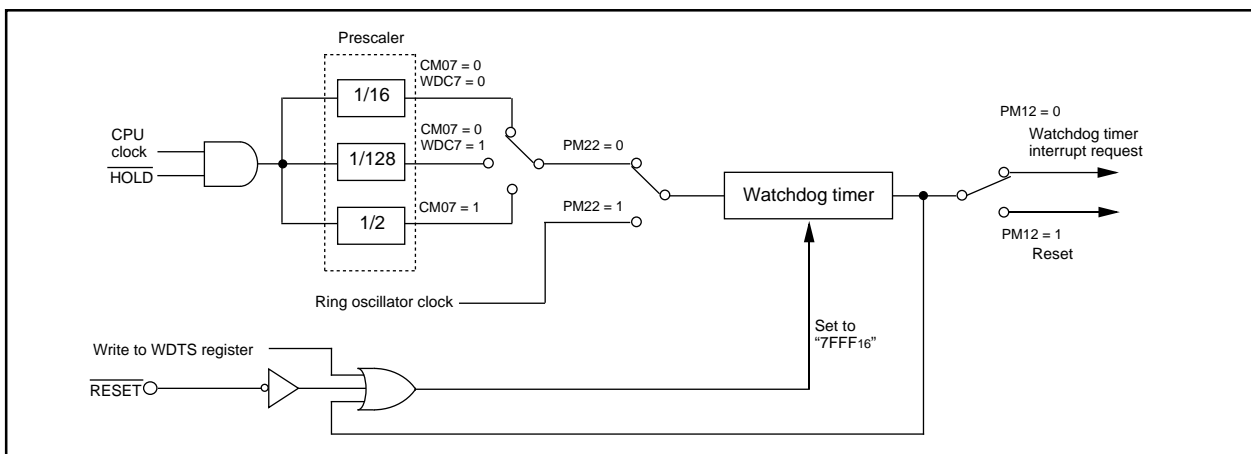 Prescaler
CM07 = 0
WDC7 = 0
1/16
PM12 = 0
Watchdog timer
interrupt request
CPU
clock
HOLD
CM07 = 0
WDC7 = 1
1/128
PM22 = 0
Watchdog timer
1/2
CM07 = 1
PM22 = 1
PM12 = 1
Reset
Ring oscillator clock
Set to
“7FFF16”
Write to WDTS register
RESET